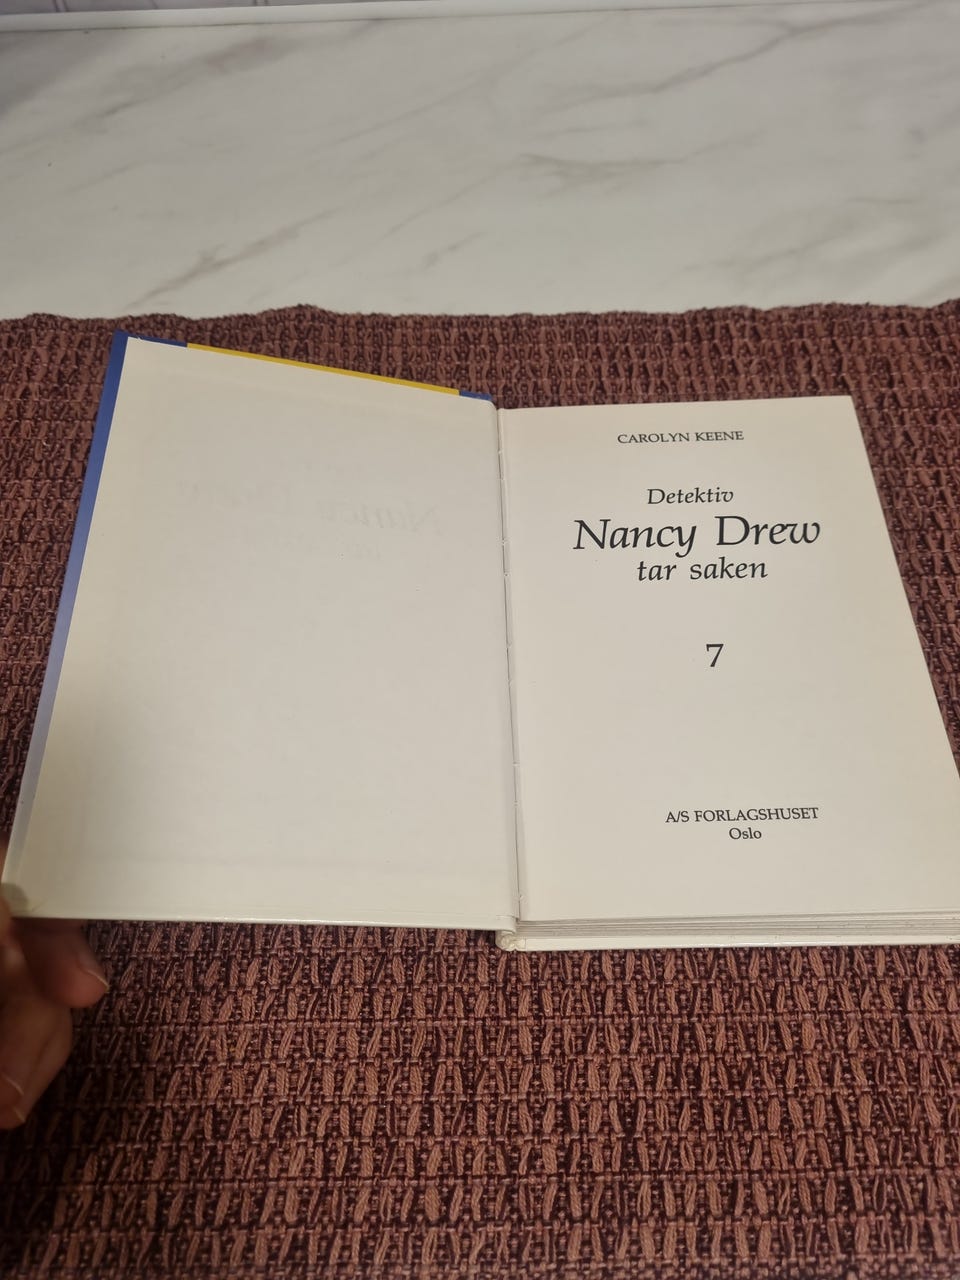 CAROLYN KEENE
Detektiv
Nancy Drew
tar saken
7
A/S FORLAGSHUSET
Oslo